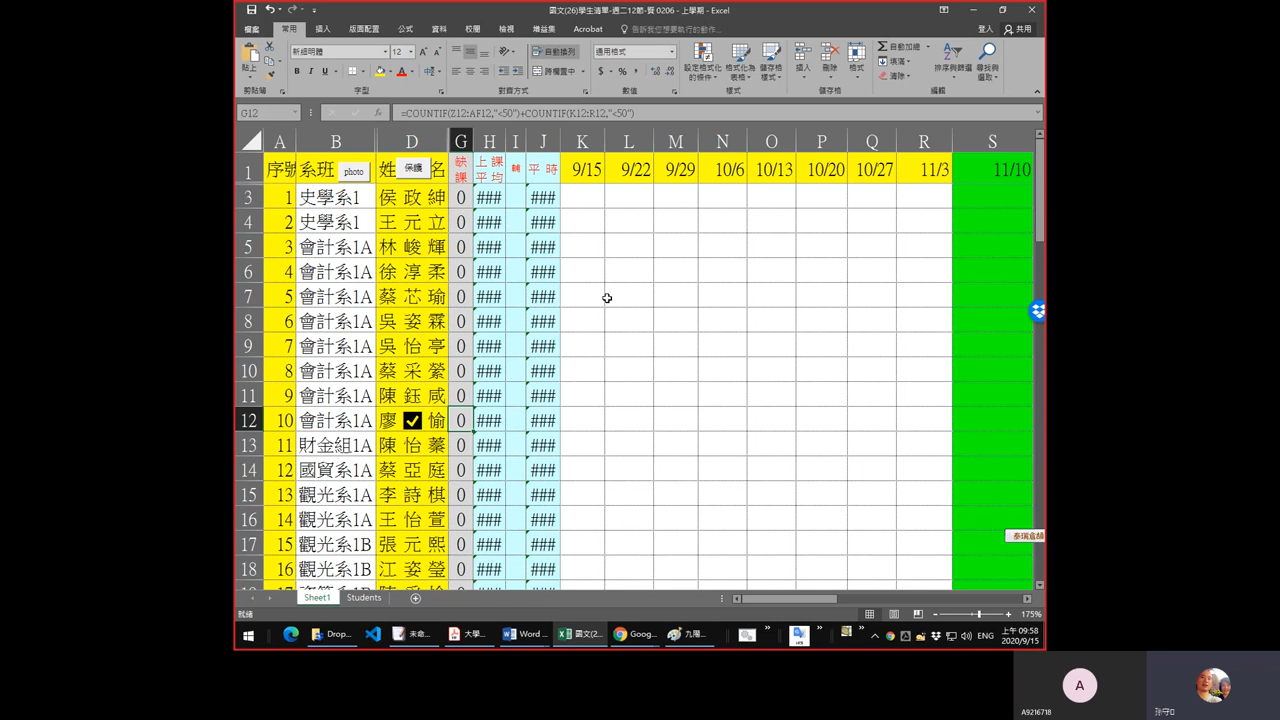 國文(26)學生清單-週二12節-覽 0206 - 上學期 - Excel
檔案 常用 插入 版面配置 公式 資料 校閱 檢視 增益集 Acrobat 告訴我您想要執行的動作... 登入 共用
新細明體 12 自動換列 通用格式 自動加總
貼上 跨欄置中 設定格式化的條件 格式化為表格 儲存格樣式 插入 刪除 格式 填滿 清除 排序與篩選 尋找與選取
剪貼簿 字型 對齊方式 數值 樣式 儲存格 編輯
G12 =COUNTIF(Z12:AF12,"<50")+COUNTIF(K12:R12,"<50")
A B D G H I J K L M N O P Q R S
1 序號 系班 photo 姓 保護 名 缺課 上課平均 輔 平時 9/15 9/22 9/29 10/6 10/13 10/20 10/27 11/3 11/10
3 1 史學系1 侯政紳 0 ### ###
4 2 史學系1 王元立 0 ### ###
5 3 會計系1A 林峻輝 0 ### ###
6 4 會計系1A 徐淳柔 0 ### ###
7 5 會計系1A 蔡芯瑜 0 ### ###
8 6 會計系1A 吳姿霖 0 ### ###
9 7 會計系1A 吳怡亭 0 ### ###
10 8 會計系1A 蔡采縈 0 ### ###
11 9 會計系1A 陳鈺咸 0 ### ###
12 10 會計系1A 廖 愉 0 ### ###
13 11 財金組1A 陳怡蓁 0 ### ###
14 12 國貿系1A 蔡亞庭 0 ### ###
15 13 觀光系1A 李詩棋 0 ### ###
16 14 觀光系1A 王怡萱 0 ### ###
17 15 觀光系1B 張元熙 0 ### ###
18 16 觀光系1B 江姿瑩 0 ### ###
Sheet1 Students
就緒 175%
Drop... 未命... 大學... Word ... 國文(2... Goog... 九陽... ENG 上午 09:58
2020/9/15
A
A9216718